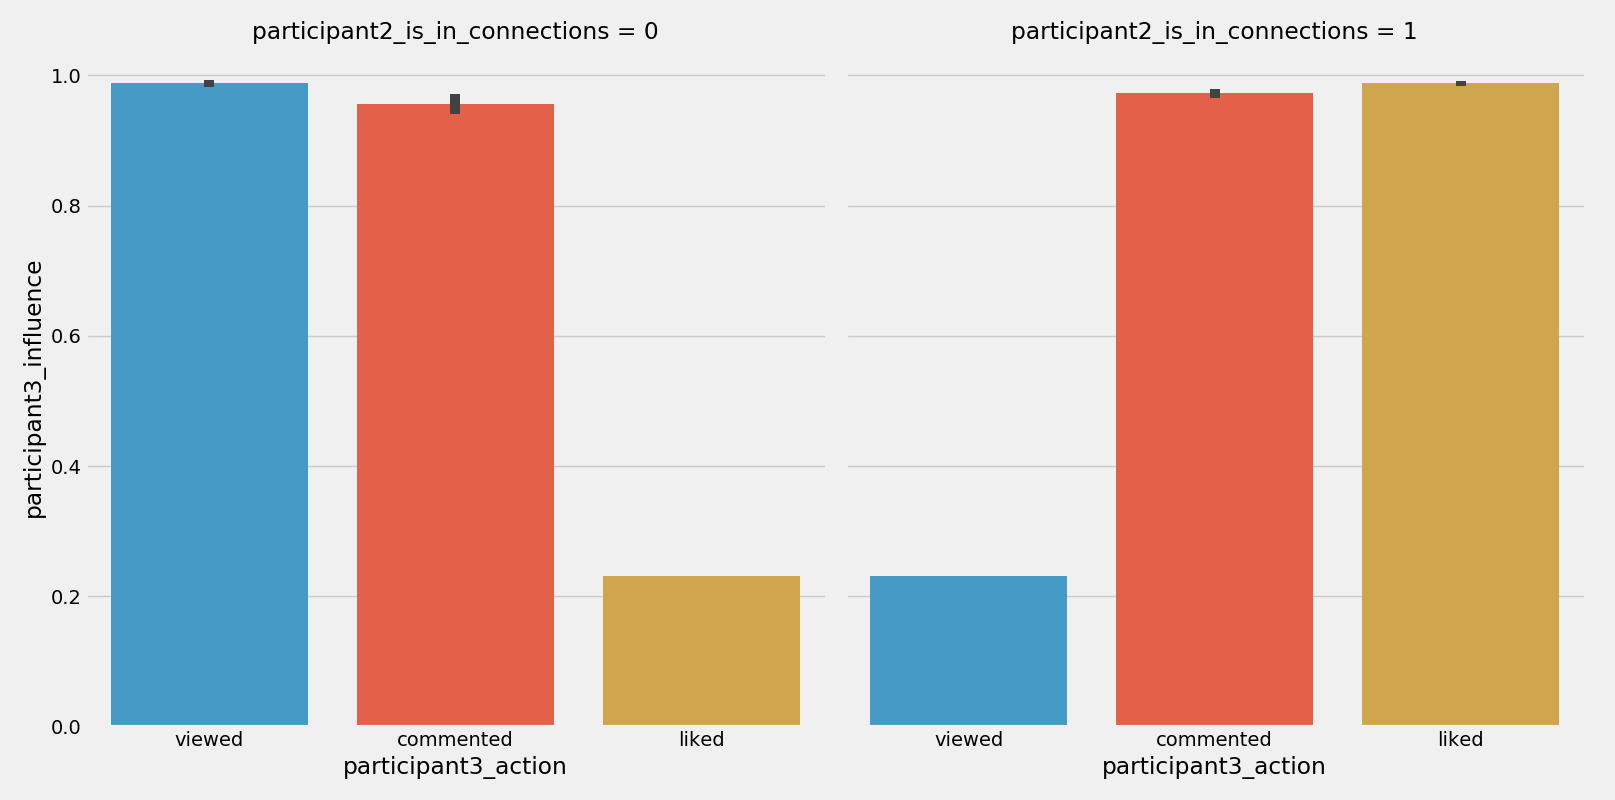 participant2_is_in_connections = 0
participant2_is_in_connections = 1
participant3_influence
1.0
0.8
0.6
0.4
0.2
0.0
viewed commented liked
viewed commented liked
participant3_action
participant3_action